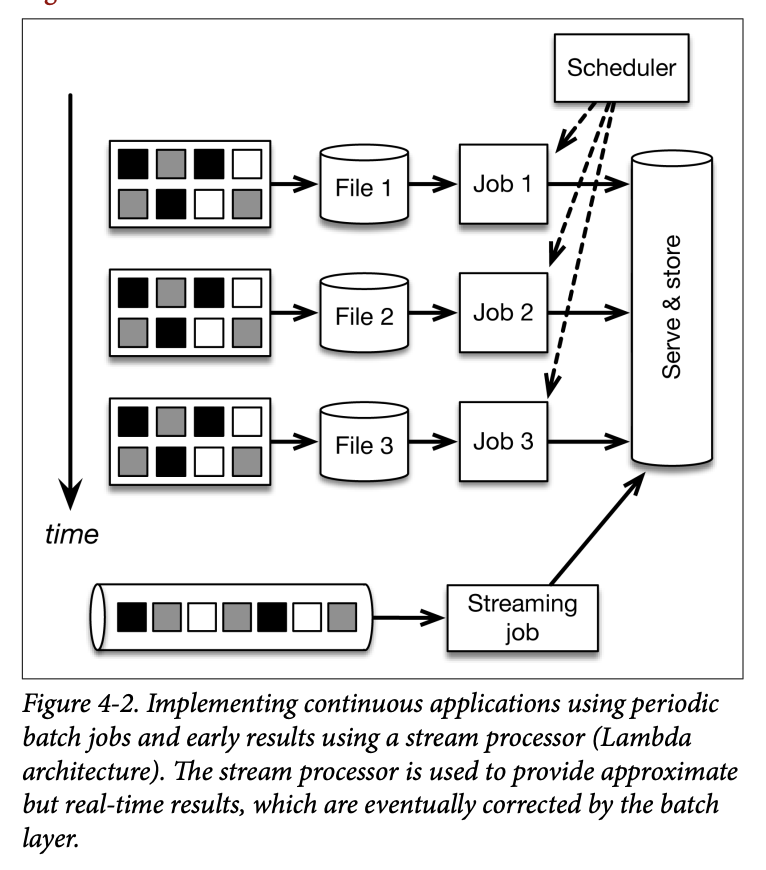 Scheduler
File 1
Job 1
File 2
Job 2
File 3
Job 3
Serve & store
time
Streaming
job
Figure 4-2. Implementing continuous applications using periodic
batch jobs and early results using a stream processor (Lambda
architecture). The stream processor is used to provide approximate
but real-time results, which are eventually corrected by the batch
layer.